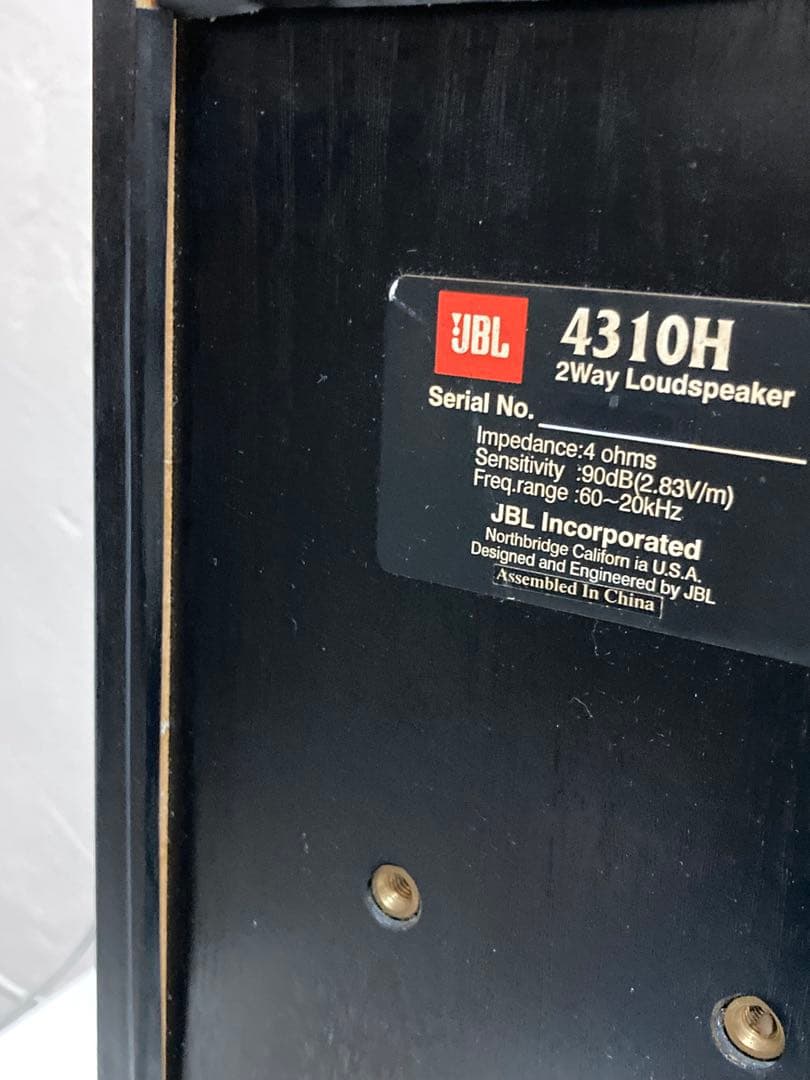 JBL
4310H
2Way Loudspeaker
Serial No.
Impedance:4 ohms
Sensitivity :90dB(2.83V/m)
Freq.range :60~20kHz
JBL Incorporated
Northbridge Californ ia U.S.A.
Designed and Engineered by JBL
Assembled In China